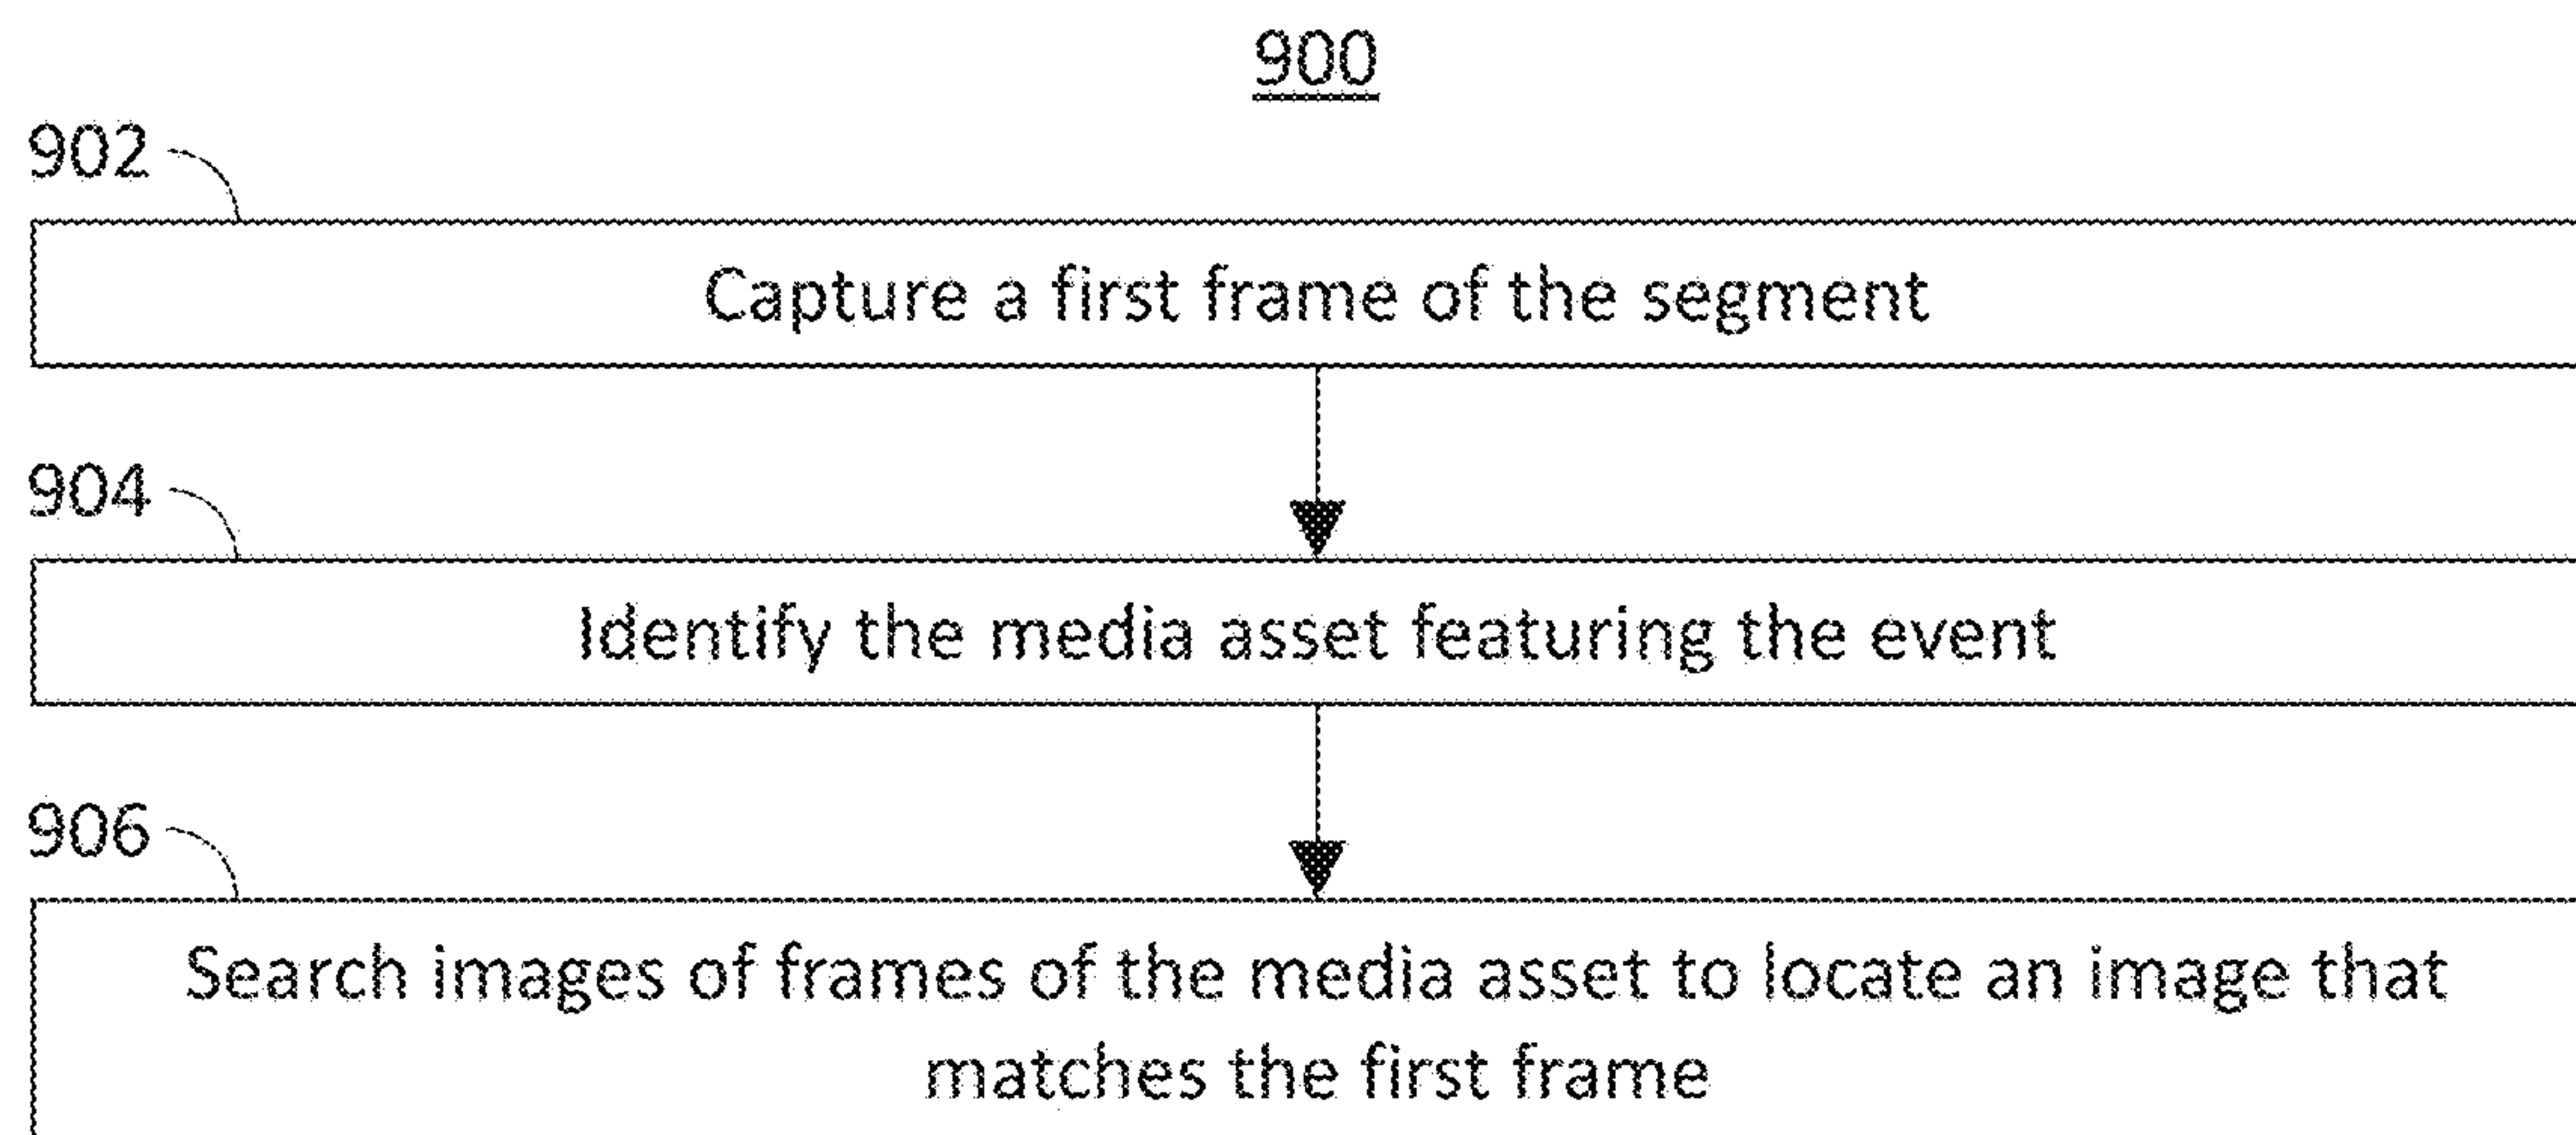 900
902
Capture a first frame of the segment
904
Identify the media asset featuring the event
906
Search images of frames of the media asset to locate an image that
matches the first frame